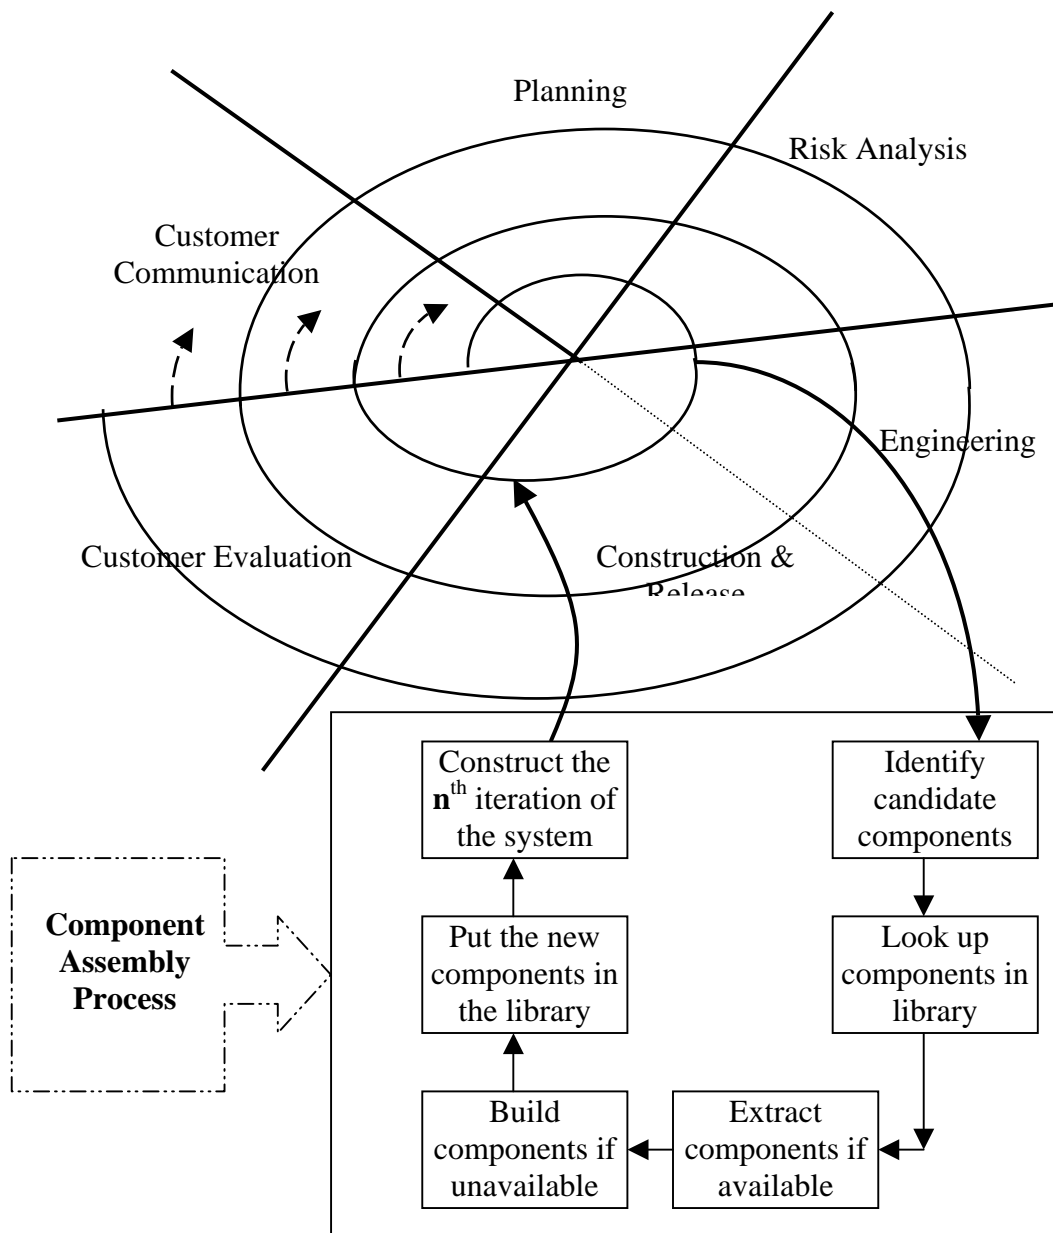 Planning
Risk Analysis
Customer
Communication
Engineering
Customer Evaluation
Construction &
Release
Construct the
nth iteration of
the system
Identify
candidate
components
Component
Assembly
Process
Put the new
components in
the library
Look up
components in
library
Build
components if
unavailable
Extract
components if
available